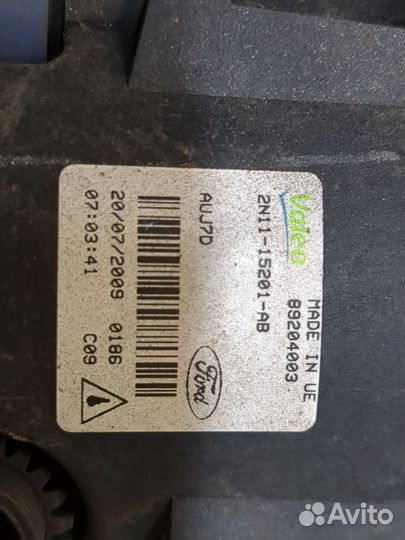 Valeo
MADE IN UE
89204003
2N11-15201-AB
AUJ7D
Ford
20/07/2009 0186
07:03:41 C09
Avito